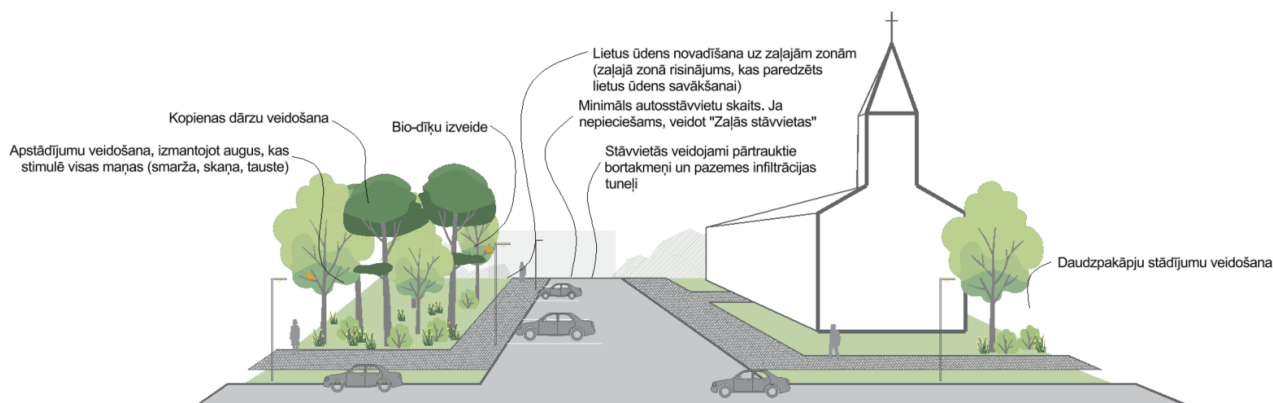 Lietus ūdens novadīšana uz zaļajām zonām
(zaļajā zonā risinājums, kas paredzēts
lietus ūdens savākšanai)
Minimāls autosstāvvietu skaits. Ja
nepieciešams, veidot "Zaļās stāvvietas"
Kopienas dārzu veidošana
Bio-dīķu izveide
Apstādījumu veidošana, izmantojot augus, kas
stimulē visas maņas (smarža, skaņa, tauste)
Stāvvietās veidojami pārtrauktie
bortakmeņi un pazemes infiltrācijas
tuneļi
Daudzpakāpju stādījumu veidošana